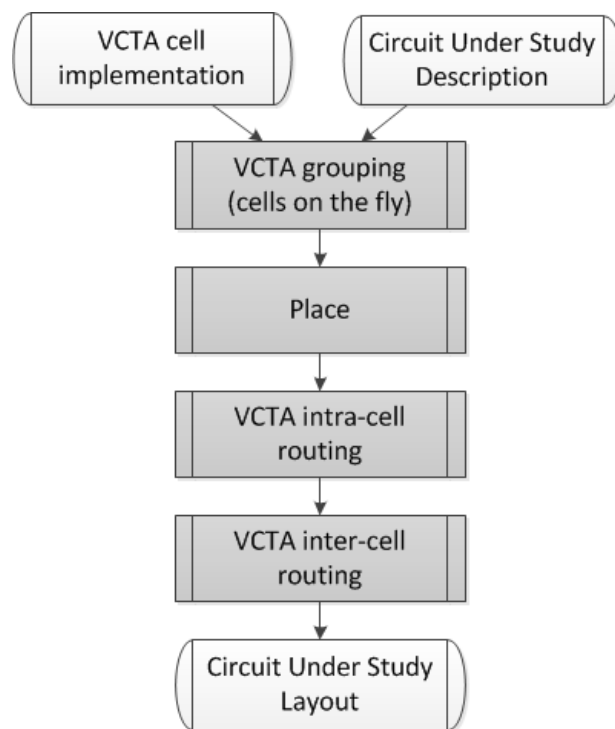 VCTA cell
implementation
Circuit Under Study
Description
VCTA grouping
(cells on the fly)
Place
VCTA intra-cell
routing
VCTA inter-cell
routing
Circuit Under Study
Layout